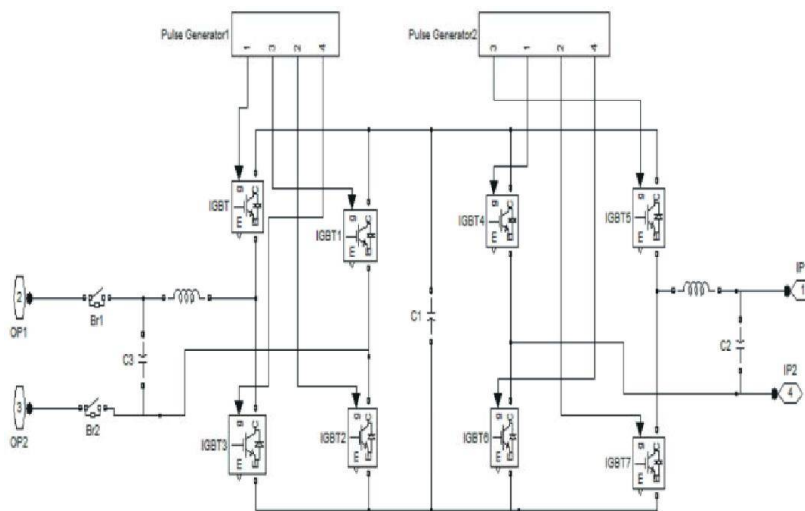 Pulse Generator1
1 3 2 4
Pulse Generator2
3 1 2 4
g C
E
IGBT
g C
E
IGBT1
g C
E
IGBT4
g C
E
IGBT5
2
OP1
Br1
C3
C1
C2
IP
1
IP2
4
3
OP2
Br2
g C
E
IGBT3
g C
E
IGBT2
g C
E
IGBT6
g C
E
IGBT7